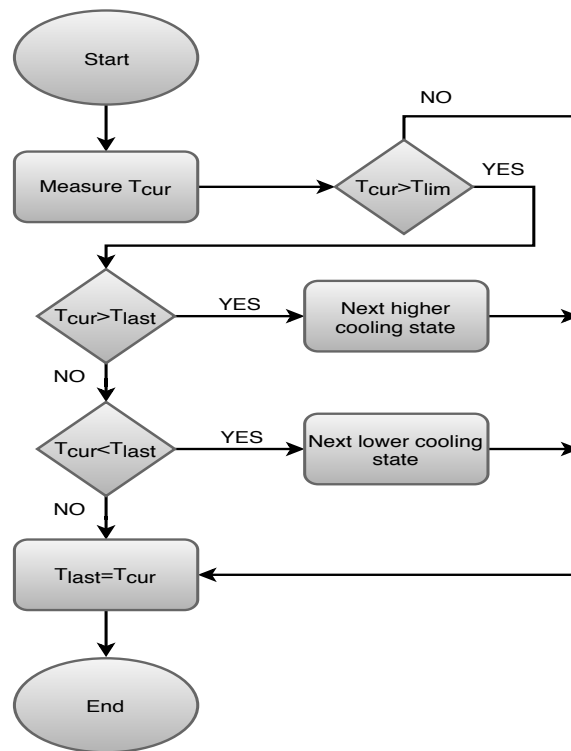 Start
NO
Measure Tcur
Tcur>Tlim
YES
Tcur>Tlast
YES
Next higher
cooling state
NO
Tcur<Tlast
YES
Next lower cooling
state
NO
Tlast=Tcur
End